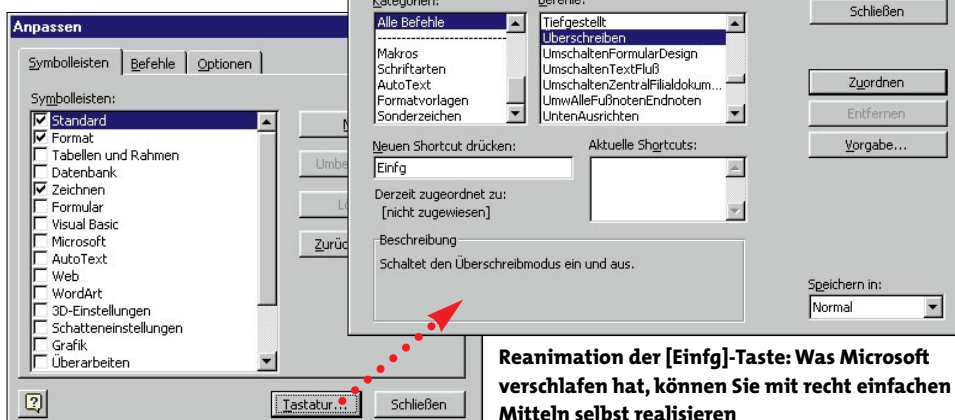 Anpassen
Symbolleisten
Befehle
Optionen
Symbolleisten:
Standard
Format
Tabellen und Rahmen
Datenbank
Zeichnen
Formular
Visual Basic
Microsoft
AutoText
Web
WordArt
3D-Einstellungen
Schatteneinstellungen
Grafik
Überarbeiten
Tastatur...
Schließen
Kategorien:
Alle Befehle
Makros
Schriftarten
AutoText
Formatvorlagen
Sonderzeichen
Befehle:
Tiefgestellt
Überschreiben
UmschaltenFormularDesign
UmschaltenTextFluß
UmschaltenZentralFilialdokum...
UmwAlleFußnotenEndnoten
UntenAusrichten
Schließen
Zuordnen
Entfernen
Vorgabe...
Neuen Shortcut drücken:
Einfg
Aktuelle Shortcuts:
Derzeit zugeordnet zu:
[nicht zugewiesen]
Beschreibung
Schaltet den Überschreibmodus ein und aus.
Speichern in:
Normal
Reanimation der [Einfg]-Taste: Was Microsoft
verschlafen hat, können Sie mit recht einfachen
Mitteln selbst realisieren